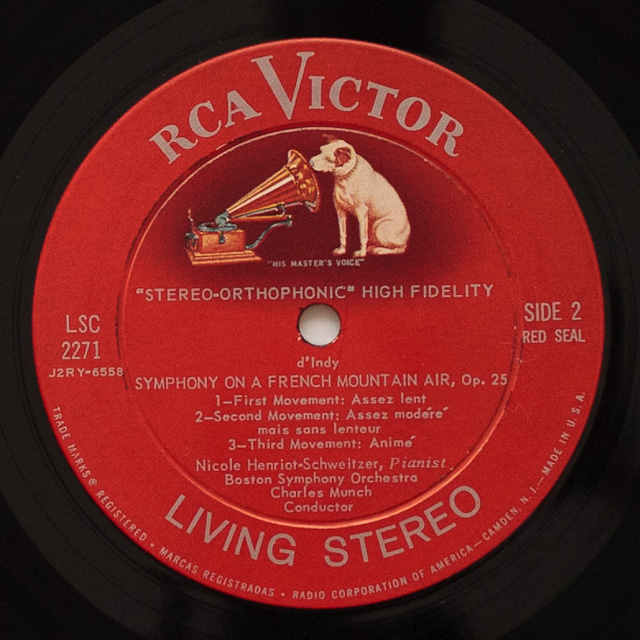 RCA VICTOR
"HIS MASTER'S VOICE"
"STEREO-ORTHOPHONIC" HIGH FIDELITY
LSC
2271
J2RY-6558
SIDE 2
RED SEAL
d'Indy
SYMPHONY ON A FRENCH MOUNTAIN AIR, Op. 25
1—First Movement: Assez lent
2—Second Movement: Assez modéré
mais sans lenteur
3—Third Movement: Animé
Nicole Henriot-Schweitzer, Pianist
Boston Symphony Orchestra
Charles Munch
Conductor
LIVING STEREO
TRADE MARKS ® REGISTERED • MARCAS REGISTRADAS • RADIO CORPORATION OF AMERICA—CAMDEN, N. J.—MADE IN U.S.A.